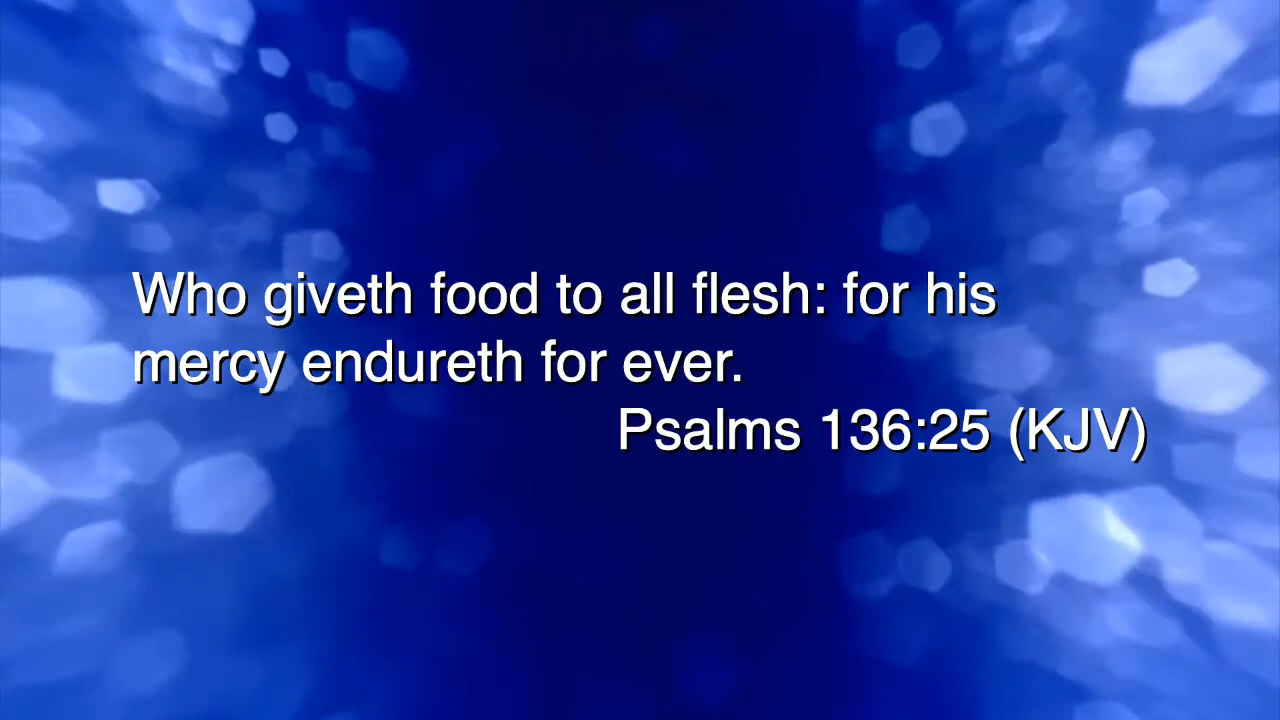 Who giveth food to all flesh: for his
mercy endureth for ever.
Psalms 136:25 (KJV)